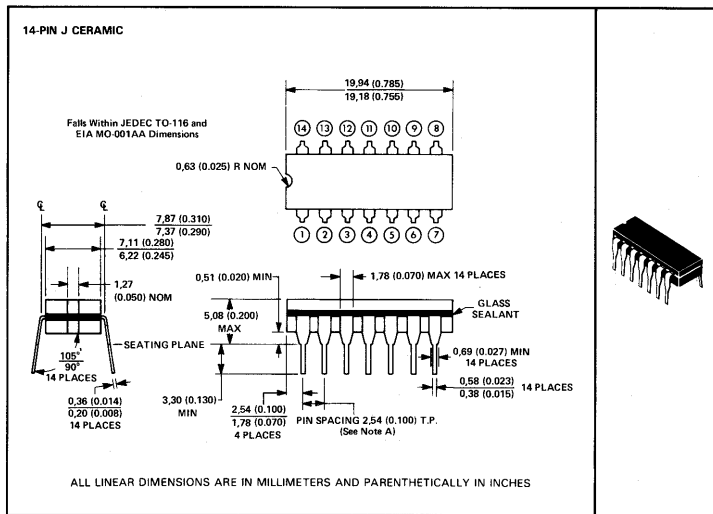 14-PIN J CERAMIC
19,94 (0.785)
19,18 (0.755)
Falls Within JEDEC TO-116 and
EIA MO-001AA Dimensions
14 13 12 11 10 9 8
0,63 (0.025) R NOM
1 2 3 4 5 6 7
℄ ℄
7,87 (0.310)
7,37 (0.290)
7,11 (0.280)
6,22 (0.245)
1,27
(0.050) NOM
0,51 (0.020) MIN
1,78 (0.070) MAX 14 PLACES
5,08 (0.200)
MAX
GLASS
SEALANT
SEATING PLANE
105°
90°
14 PLACES
0,69 (0.027) MIN
14 PLACES
0,36 (0.014)
0,20 (0.008)
14 PLACES
3,30 (0.130)
MIN
0,58 (0.023)
0,38 (0.015)
14 PLACES
2,54 (0.100)
1,78 (0.070)
4 PLACES
PIN SPACING 2,54 (0.100) T.P.
(See Note A)
ALL LINEAR DIMENSIONS ARE IN MILLIMETERS AND PARENTHETICALLY IN INCHES